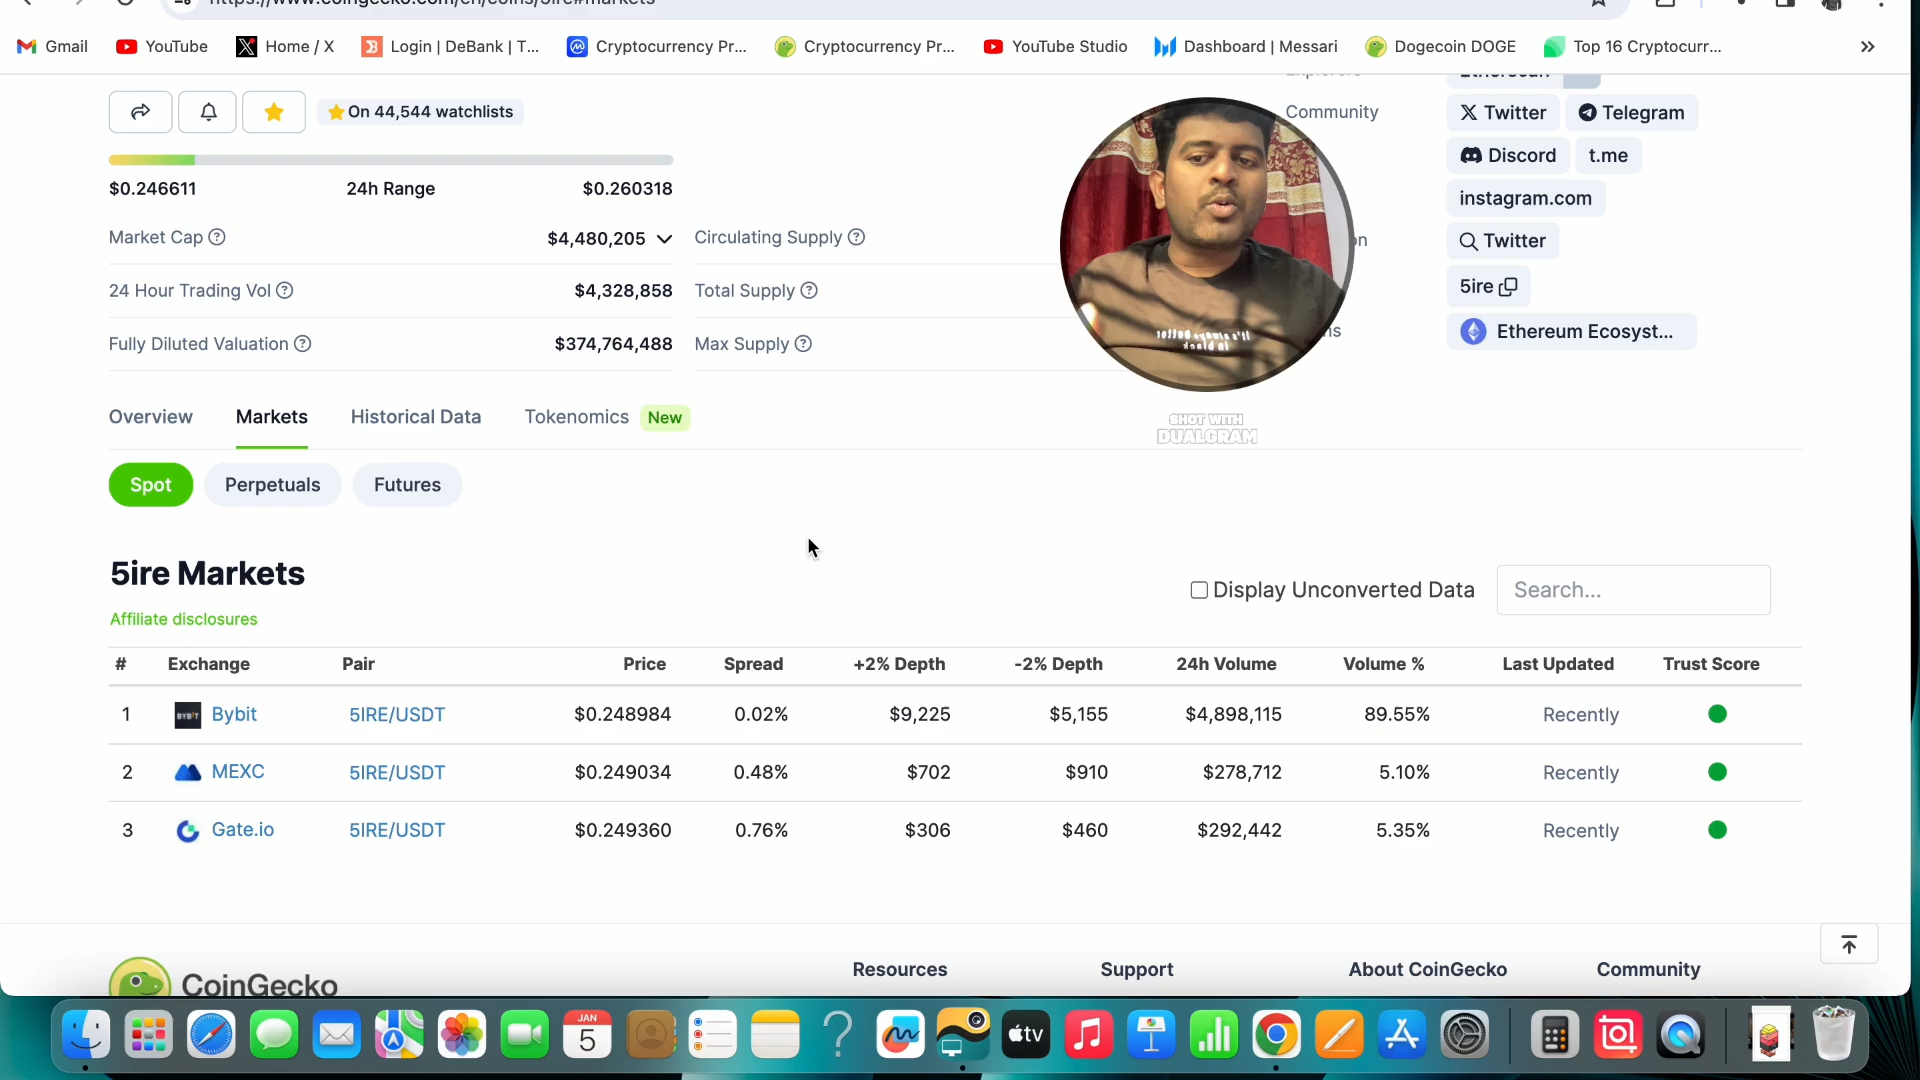 Gmail
YouTube
Home / X
Login | DeBank | T...
Cryptocurrency Pr...
Cryptocurrency Pr...
YouTube Studio
Dashboard | Messari
Dogecoin DOGE
Top 16 Cryptocurr...
On 44,544 watchlists
$0.246611 24h Range $0.260318
Market Cap $4,480,205
24 Hour Trading Vol $4,328,858
Fully Diluted Valuation $374,764,488
Circulating Supply
Total Supply
Max Supply
Community
Twitter Telegram
Discord t.me
instagram.com
Twitter
5ire
Ethereum Ecosyst...
SHOT WITH
DUALGRAM
Overview Markets Historical Data Tokenomics New
Spot Perpetuals Futures
5ire Markets
Affiliate disclosures
Display Unconverted Data Search...
# Exchange Pair Price Spread +2% Depth -2% Depth 24h Volume Volume % Last Updated Trust Score
1 BYBIT Bybit 5IRE/USDT $0.248984 0.02% $9,225 $5,155 $4,898,115 89.55% Recently
2 MEXC 5IRE/USDT $0.249034 0.48% $702 $910 $278,712 5.10% Recently
3 Gate.io 5IRE/USDT $0.249360 0.76% $306 $460 $292,442 5.35% Recently
CoinGecko
Resources Support About CoinGecko Community
JAN
5
tv